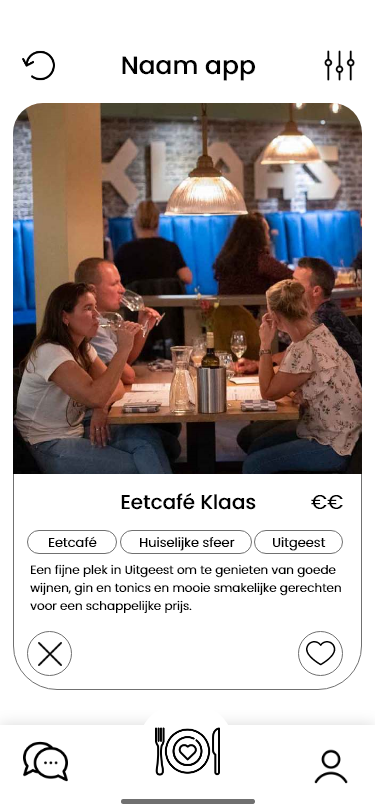 Naam app
KLAAS
Eetcafé Klaas
€€
Eetcafé
Huiselijke sfeer
Uitgeest
Een fijne plek in Uitgeest om te genieten van goede
wijnen, gin en tonics en mooie smakelijke gerechten
voor een schappelijke prijs.